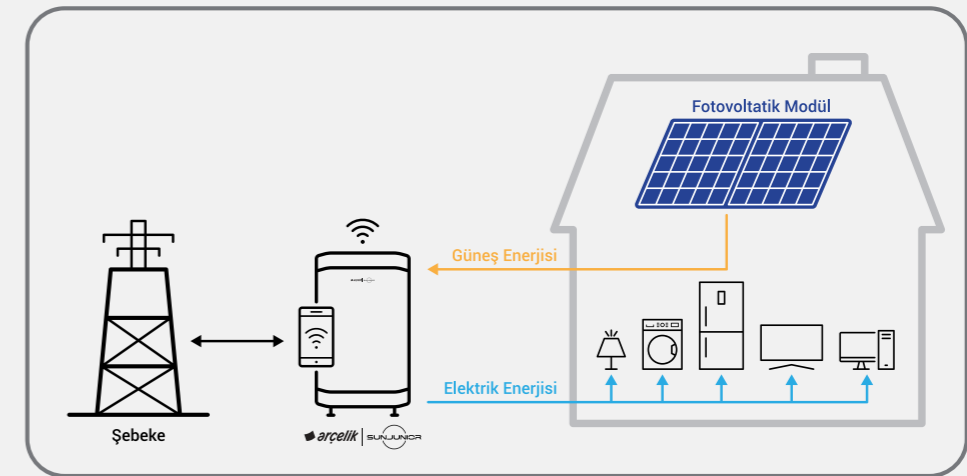 Fotovoltatik Modül
Güneş Enerjisi
Elektrik Enerjisi
Şebeke
arçelik | SUNJUNIOR